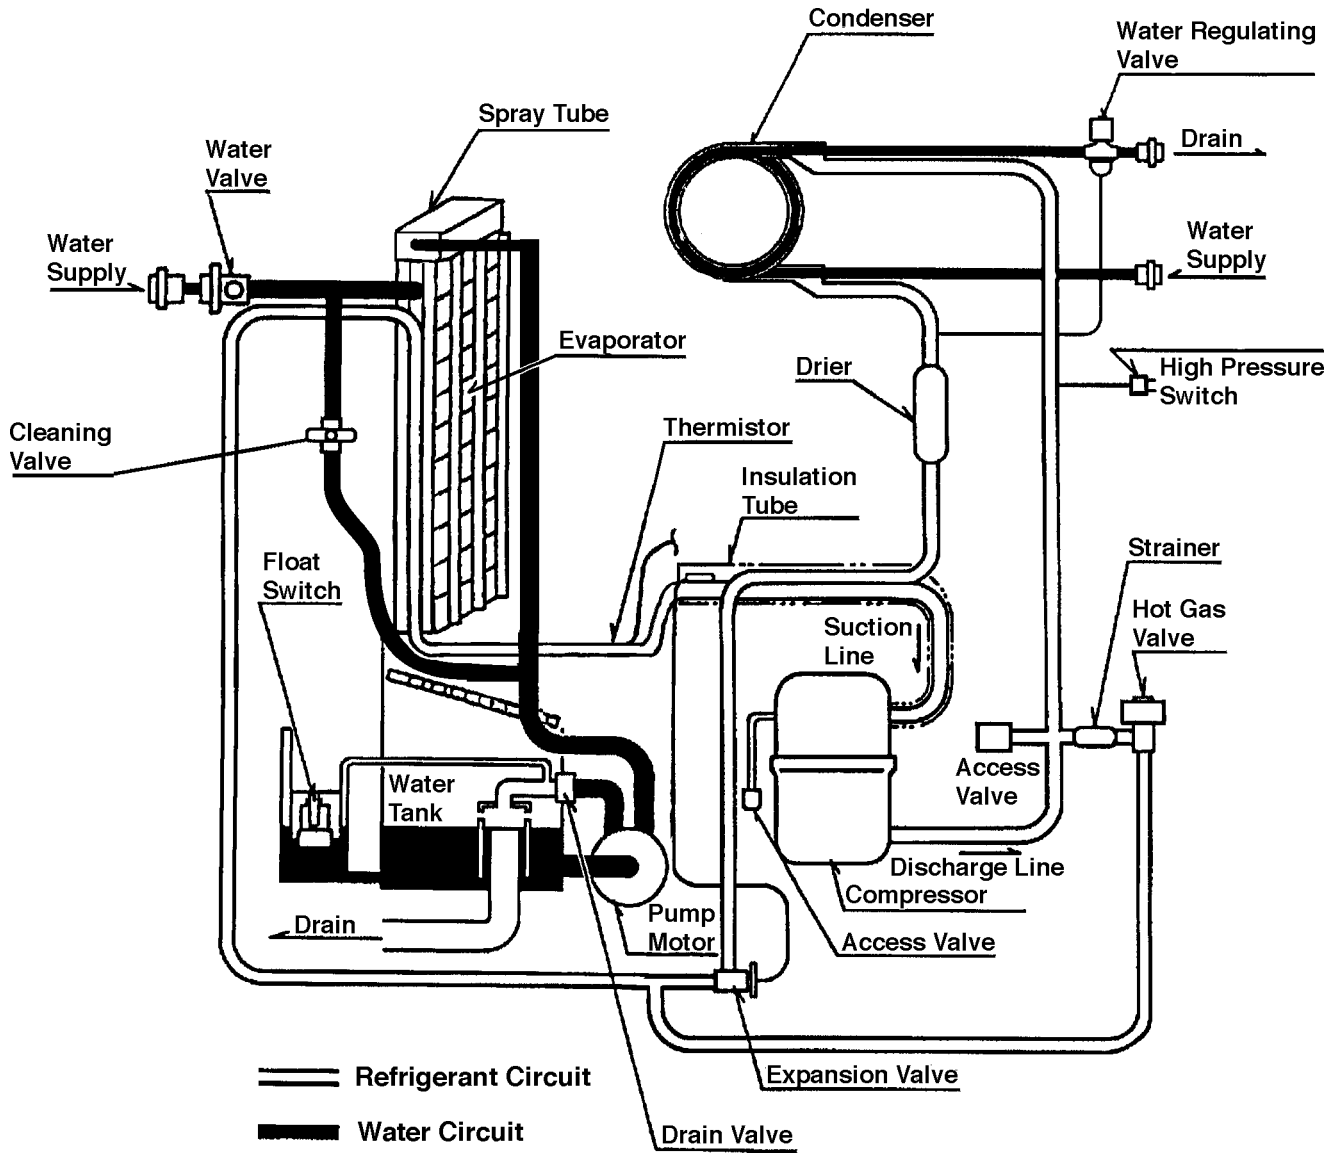 Condenser
Water Regulating
Valve
Spray Tube
Drain
Water
Valve
Water
Supply
Water
Supply
Evaporator
Drier
High Pressure
Switch
Cleaning
Valve
Thermistor
Insulation
Tube
Float
Switch
Strainer
Hot Gas
Valve
Suction
Line
Water
Tank
Access
Valve
Discharge Line
Compressor
Drain
Pump
Motor
Access Valve
Expansion Valve
Refrigerant Circuit
Water Circuit
Drain Valve